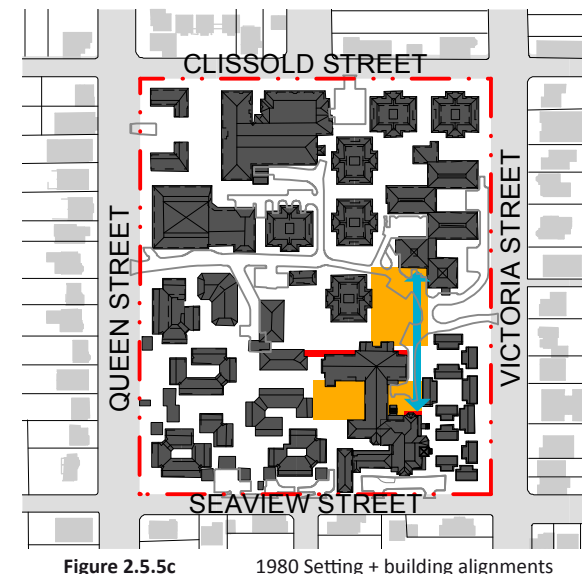 CLISSOLD STREET
QUEEN STREET
VICTORIA STREET
SEAVIEW STREET
Figure 2.5.5c 1980 Setting + building alignments